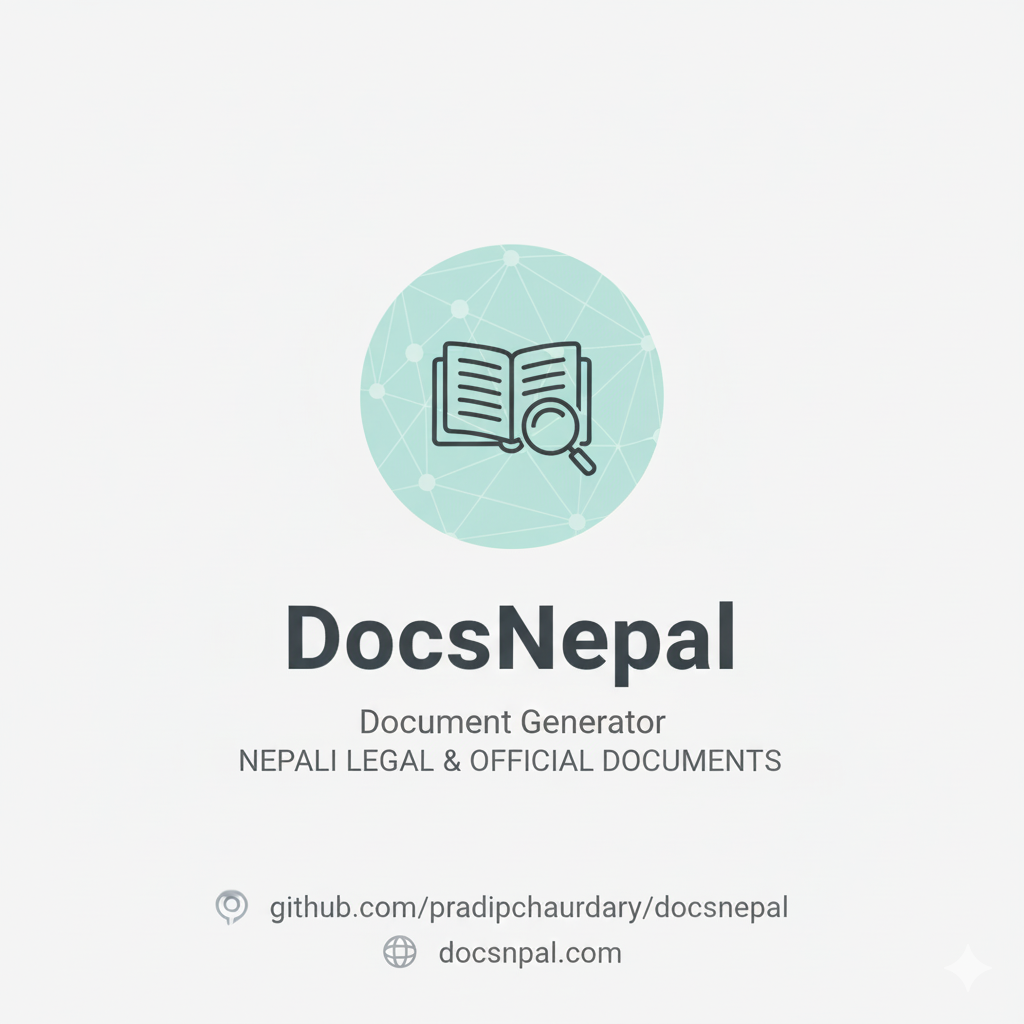 DocsNepal
Document Generator
NEPALI LEGAL & OFFICIAL DOCUMENTS
github.com/pradipchaurdary/docsnepal
docsnpal.com